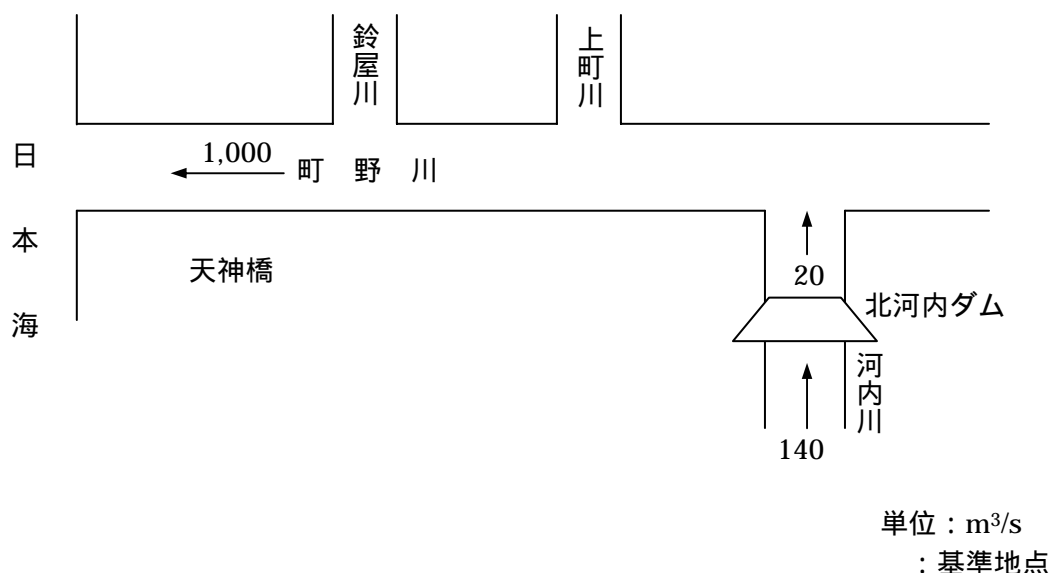 鈴屋川
上町川
日本海
1,000
町野川
天神橋
20
北河内ダム
河内川
140
単位：m³/s
：基準地点